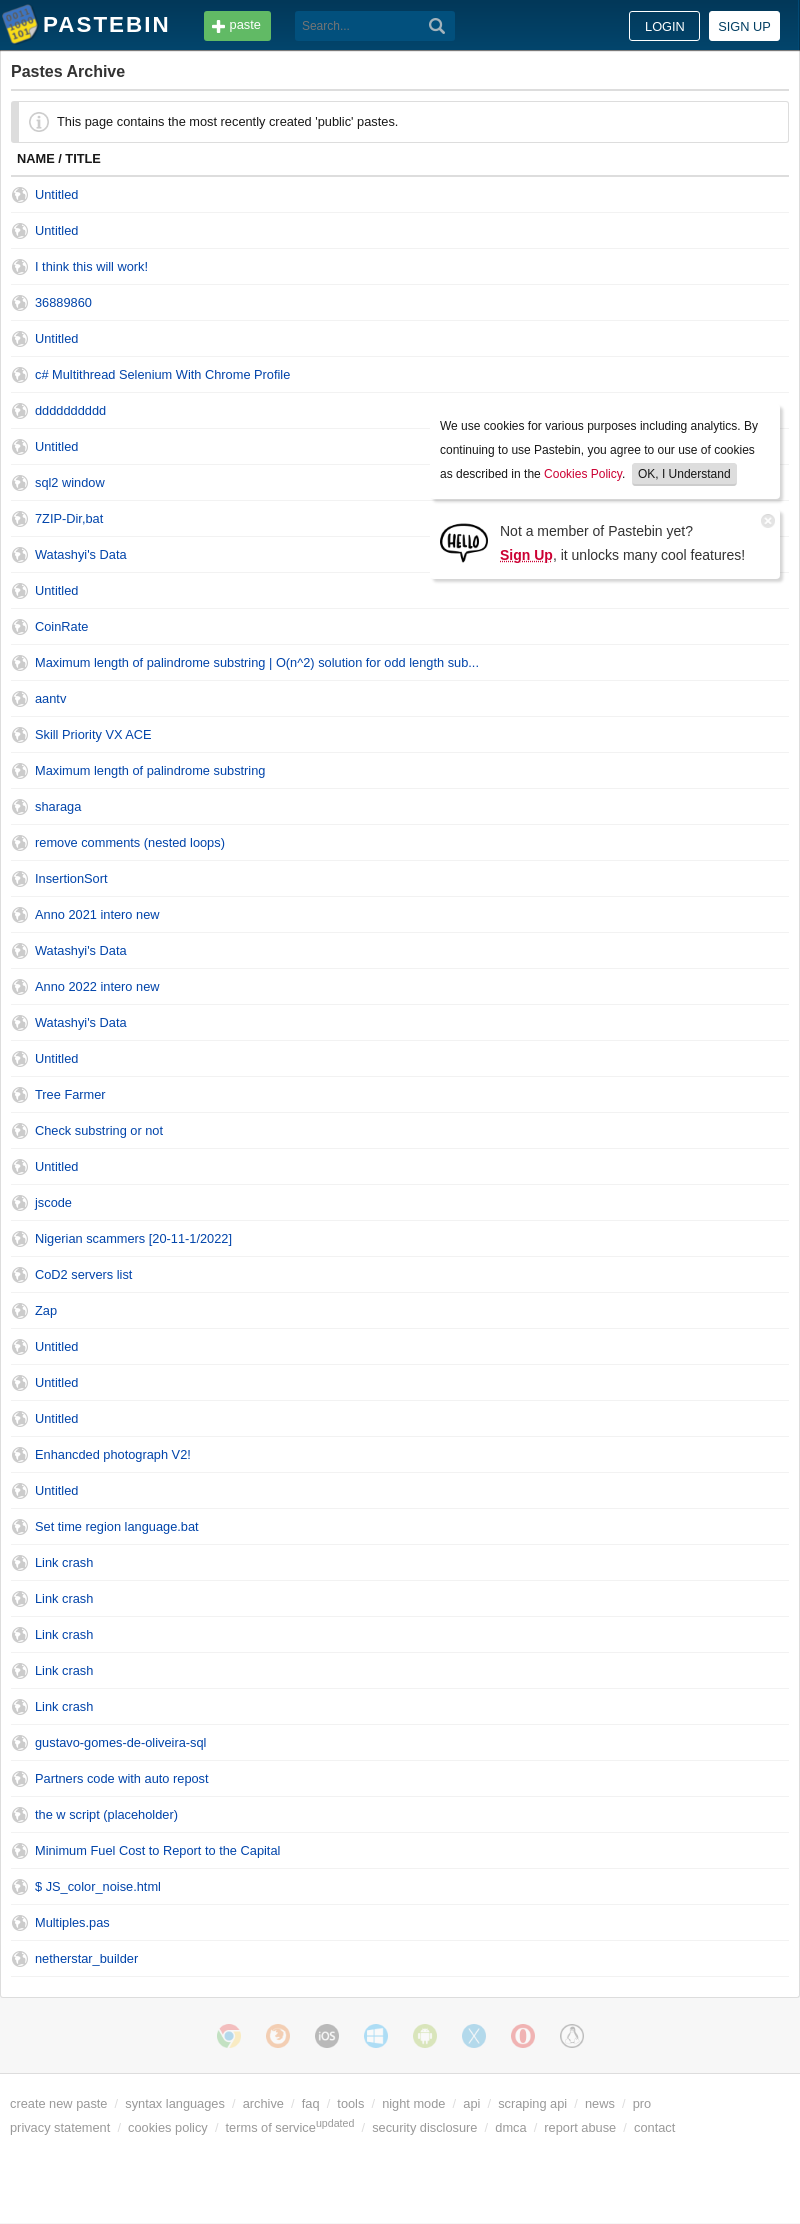 PASTEBIN
paste
Search...
LOGIN
SIGN UP
Pastes Archive
This page contains the most recently created 'public' pastes.
NAME / TITLE
Untitled
Untitled
I think this will work!
36889860
Untitled
c# Multithread Selenium With Chrome Profile
dddddddddd
Untitled
sql2 window
7ZIP-Dir,bat
Watashyi's Data
Untitled
We use cookies for various purposes including analytics. By
continuing to use Pastebin, you agree to our use of cookies
as described in the Cookies Policy. OK, I Understand
HELLO
Not a member of Pastebin yet?
Sign Up, it unlocks many cool features!
CoinRate
Maximum length of palindrome substring | O(n^2) solution for odd length sub...
aantv
Skill Priority VX ACE
Maximum length of palindrome substring
sharaga
remove comments (nested loops)
InsertionSort
Anno 2021 intero new
Watashyi's Data
Anno 2022 intero new
Watashyi's Data
Untitled
Tree Farmer
Check substring or not
Untitled
jscode
Nigerian scammers [20-11-1/2022]
CoD2 servers list
Zap
Untitled
Untitled
Untitled
Enhancded photograph V2!
Untitled
Set time region language.bat
Link crash
Link crash
Link crash
Link crash
Link crash
gustavo-gomes-de-oliveira-sql
Partners code with auto repost
the w script (placeholder)
Minimum Fuel Cost to Report to the Capital
$ JS_color_noise.html
Multiples.pas
netherstar_builder
iOS
create new paste / syntax languages / archive / faq / tools / night mode / api / scraping api / news / pro
privacy statement / cookies policy / terms of service updated / security disclosure / dmca / report abuse / contact